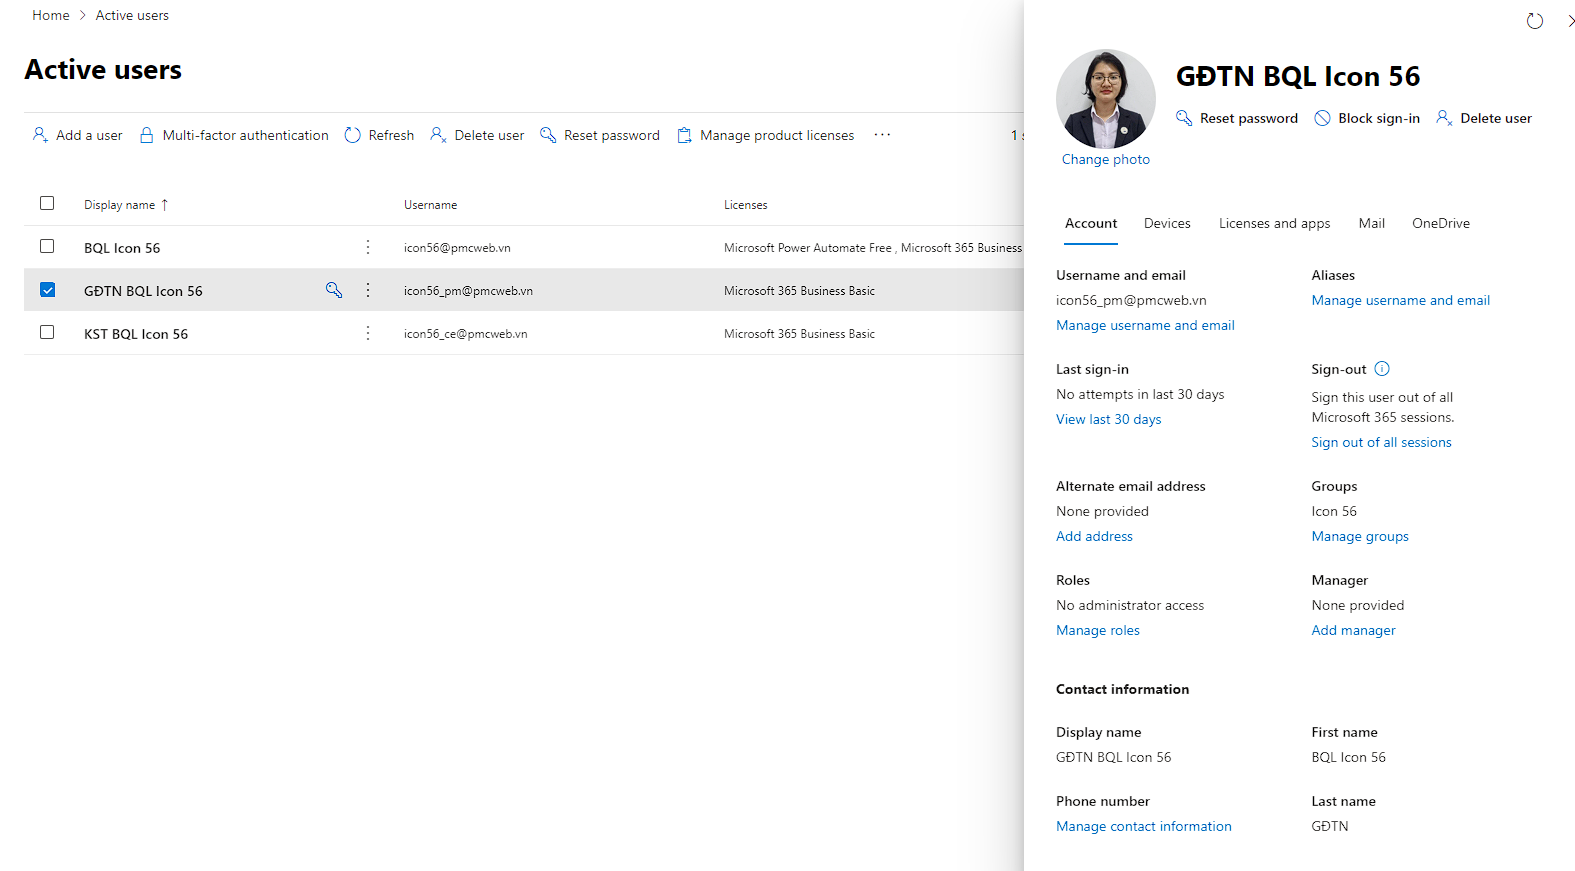 Home > Active users
Active users
Add a user Multi-factor authentication Refresh Delete user Reset password Manage product licenses ··· 1
Display name ↑ Username Licenses
BQL Icon 56 icon56@pmcweb.vn Microsoft Power Automate Free , Microsoft 365 Business
GĐTN BQL Icon 56 icon56_pm@pmcweb.vn Microsoft 365 Business Basic
KST BQL Icon 56 icon56_ce@pmcweb.vn Microsoft 365 Business Basic
GĐTN BQL Icon 56
Reset password Block sign-in Delete user
Change photo
Account Devices Licenses and apps Mail OneDrive
Username and email
icon56_pm@pmcweb.vn
Manage username and email
Aliases
Manage username and email
Last sign-in
No attempts in last 30 days
View last 30 days
Sign-out
Sign this user out of all
Microsoft 365 sessions.
Sign out of all sessions
Alternate email address
None provided
Add address
Groups
Icon 56
Manage groups
Roles
No administrator access
Manage roles
Manager
None provided
Add manager
Contact information
Display name
GĐTN BQL Icon 56
First name
BQL Icon 56
Phone number
Manage contact information
Last name
GĐTN